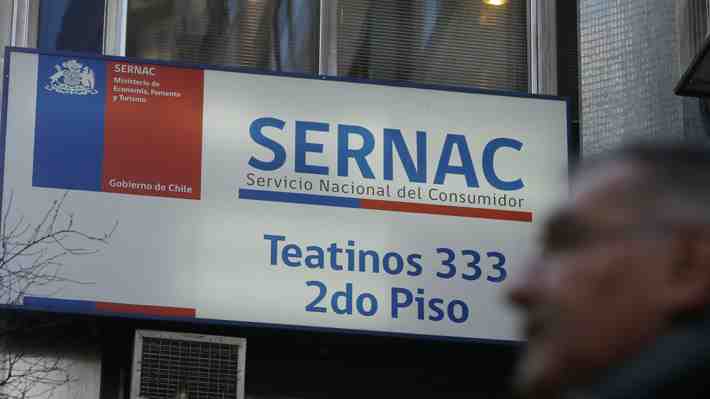 SERNAC
Ministerio de
Economía, Fomento
y Turismo
Gobierno de Chile
SERNAC
Servicio Nacional del Consumidor
Teatinos 333
2do Piso